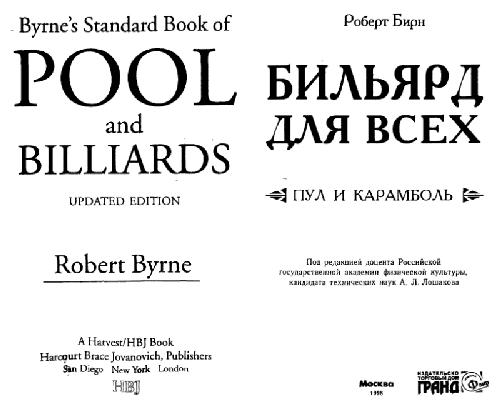 Byrne's Standard Book of
POOL
and
BILLIARDS
UPDATED EDITION
Robert Byrne
A Harvest/HBJ Book
Harcourt Brace Jovanovich, Publishers
San Diego New York London
HBJ
Роберт Бирн
БИЛЬЯРД
ДЛЯ ВСЕХ
ПУЛ И КАРАМБОЛЬ
Под редакцией доцента Российской
государственной академии физической культуры,
кандидата технических наук А. Л. Лошакова
Москва
1998
ИЗДАТЕЛЬСКО
ТОРГОВЫЙ ДОМ
ГРАНД